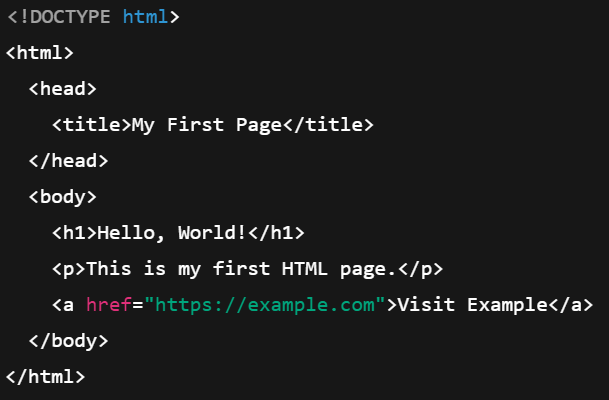 <!DOCTYPE html>
<html>
  <head>
    <title>My First Page</title>
  </head>
  <body>
    <h1>Hello, World!</h1>
    <p>This is my first HTML page.</p>
    <a href="https://example.com">Visit Example</a>
  </body>
</html>